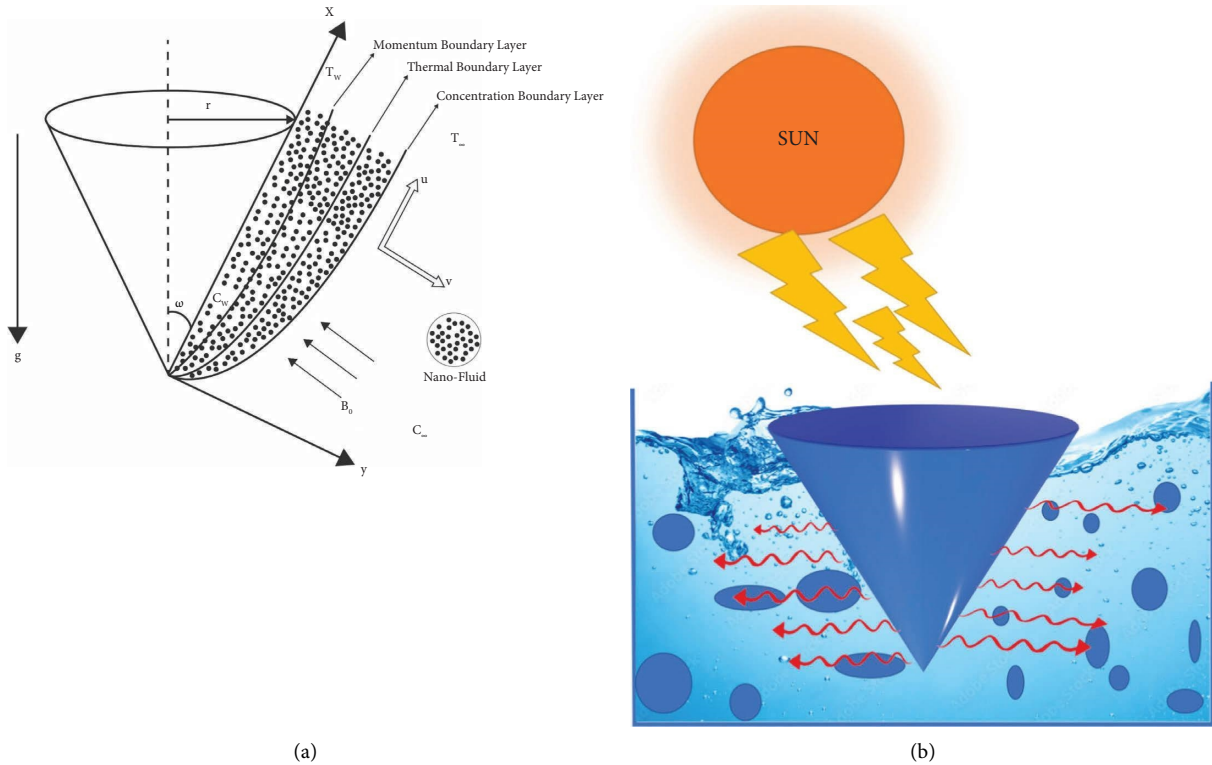 X
Momentum Boundary Layer
Thermal Boundary Layer
Concentration Boundary Layer
T_w
r
T_∞
u
v
g
ω
C_w
Nano-Fluid
B_0
C_∞
y
(a)
SUN
(b)